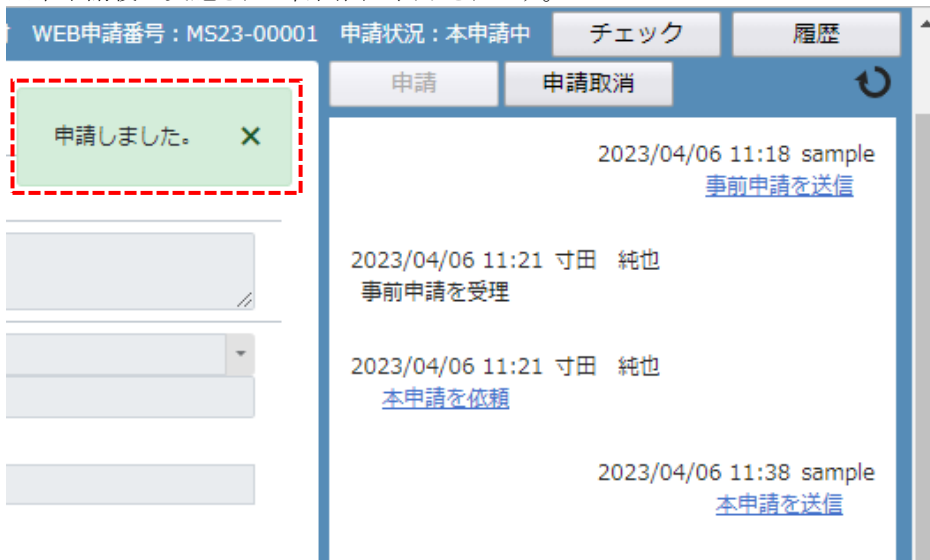 WEB申請番号：MS23-00001 申請状況：本申請中 チェック 履歴
申請 申請取消
申請しました。 ×
2023/04/06 11:18 sample
事前申請を送信
2023/04/06 11:21 寸田　純也
事前申請を受理
2023/04/06 11:21 寸田　純也
本申請を依頼
2023/04/06 11:38 sample
本申請を送信